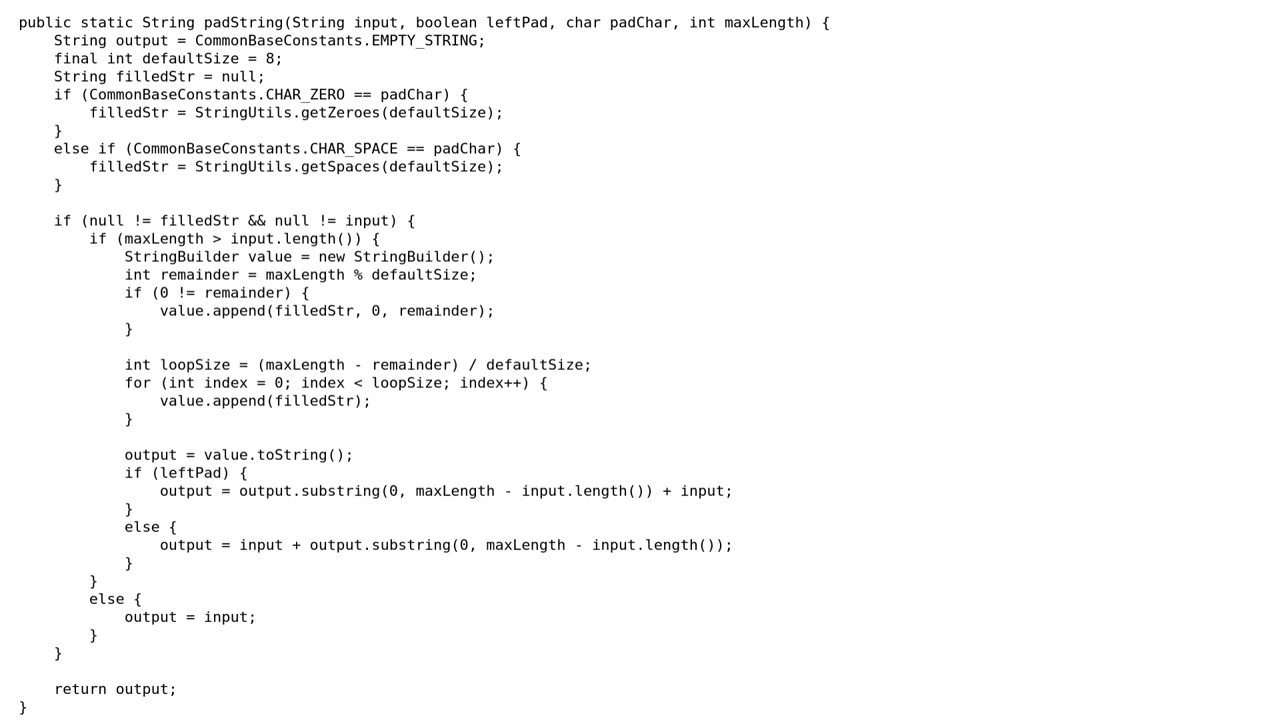 public static String padString(String input, boolean leftPad, char padChar, int maxLength) {
    String output = CommonBaseConstants.EMPTY_STRING;
    final int defaultSize = 8;
    String filledStr = null;
    if (CommonBaseConstants.CHAR_ZERO == padChar) {
        filledStr = StringUtils.getZeroes(defaultSize);
    }
    else if (CommonBaseConstants.CHAR_SPACE == padChar) {
        filledStr = StringUtils.getSpaces(defaultSize);
    }

    if (null != filledStr && null != input) {
        if (maxLength > input.length()) {
            StringBuilder value = new StringBuilder();
            int remainder = maxLength % defaultSize;
            if (0 != remainder) {
                value.append(filledStr, 0, remainder);
            }

            int loopSize = (maxLength - remainder) / defaultSize;
            for (int index = 0; index < loopSize; index++) {
                value.append(filledStr);
            }

            output = value.toString();
            if (leftPad) {
                output = output.substring(0, maxLength - input.length()) + input;
            }
            else {
                output = input + output.substring(0, maxLength - input.length());
            }
        }
        else {
            output = input;
        }
    }

    return output;
}